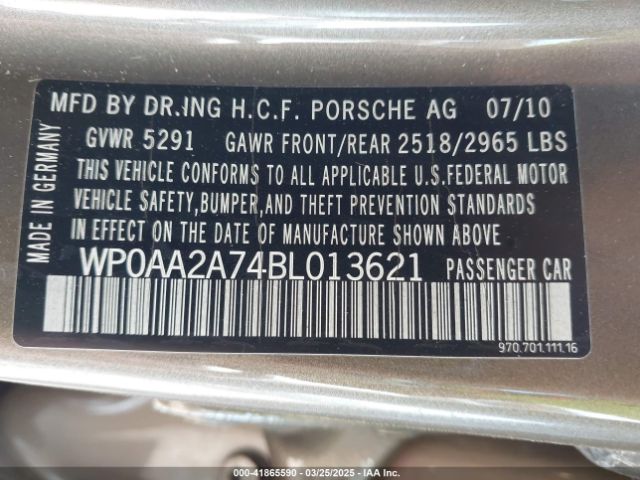 MFD BY DR.ING H.C.F. PORSCHE AG 07/10
GVWR 5291 GAWR FRONT/REAR 2518/2965 LBS
THIS VEHICLE CONFORMS TO ALL APPLICABLE U.S.FEDERAL MOTOR
VEHICLE SAFETY,BUMPER,AND THEFT PREVENTION STANDARDS
IN EFFECT ON THE DATE OF MANUFACTURE SHOWN ABOVE.
WP0AA2A74BL013621 PASSENGER CAR
MADE IN GERMANY
970.701.111.16
000-41865590 - 03/25/2025 - IAA Inc.